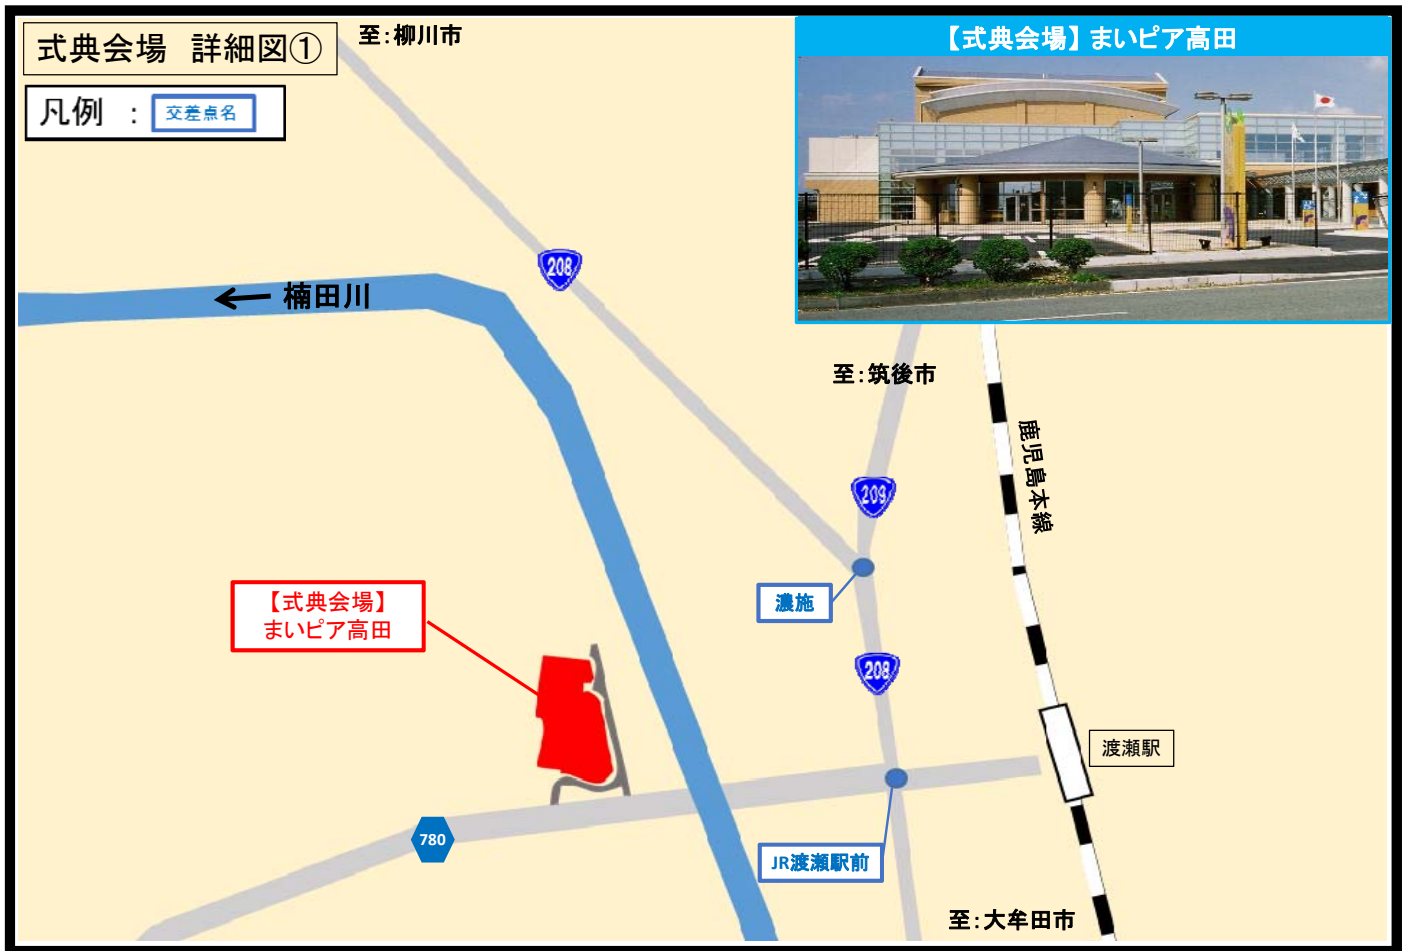 式典会場 詳細図①
至:柳川市
【式典会場】まいピア高田
凡例 : 交差点名
208
← 楠田川
至:筑後市
鹿児島本線
209
濃施
【式典会場】
まいピア高田
208
渡瀬駅
780
JR渡瀬駅前
至:大牟田市